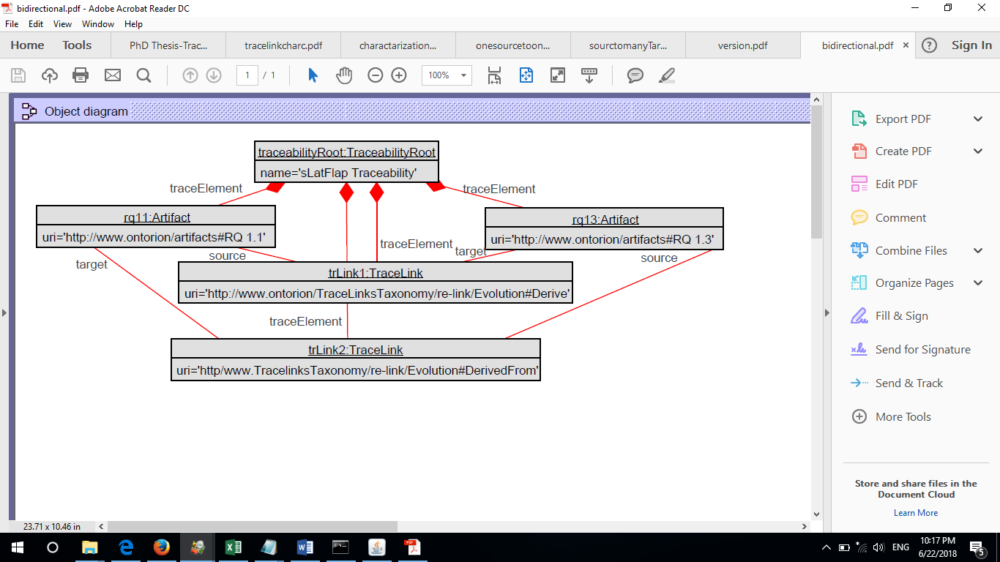 bidirectional.pdf - Adobe Acrobat Reader DC
File Edit View Window Help
Home Tools PhD Thesis-Trac... tracelinkcharc.pdf charactarization... onesourcetoon... sourctomanyTar... version.pdf bidirectional.pdf × ? Sign In
1 / 1 100%
Object diagram
traceabilityRoot:TraceabilityRoot
name='sLatFlap Traceability'
traceElement
traceElement
rq11:Artifact
uri='http://www.ontorion/artifacts#RQ 1.1'
rq13:Artifact
uri='http://www.ontorion/artifacts#RQ 1.3'
traceElement
target
source
target
source
trLink1:TraceLink
uri='http://www.ontorion/TraceLinksTaxonomy/re-link/Evolution#Derive'
traceElement
trLink2:TraceLink
uri='http/www.TracelinksTaxonomy/re-link/Evolution#DerivedFrom'
Export PDF
Create PDF
Edit PDF
Comment
Combine Files
Organize Pages
Fill & Sign
Send for Signature
Send & Track
More Tools
Store and share files in the
Document Cloud
Learn More
23.71 x 10.46 in
ENG
10:17 PM
6/22/2018
5